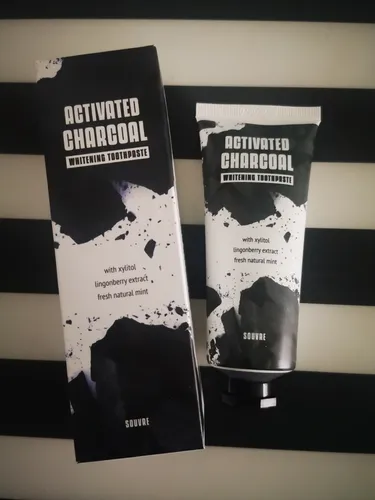 ACTIVATED
CHARCOAL
WHITENING TOOTHPASTE
with xylitol
lingonberry extract
fresh natural mint
SOUVRE
ACTIVATED
CHARCOAL
WHITENING TOOTHPASTE
with xylitol
lingonberry extract
fresh natural mint
SOUVRE